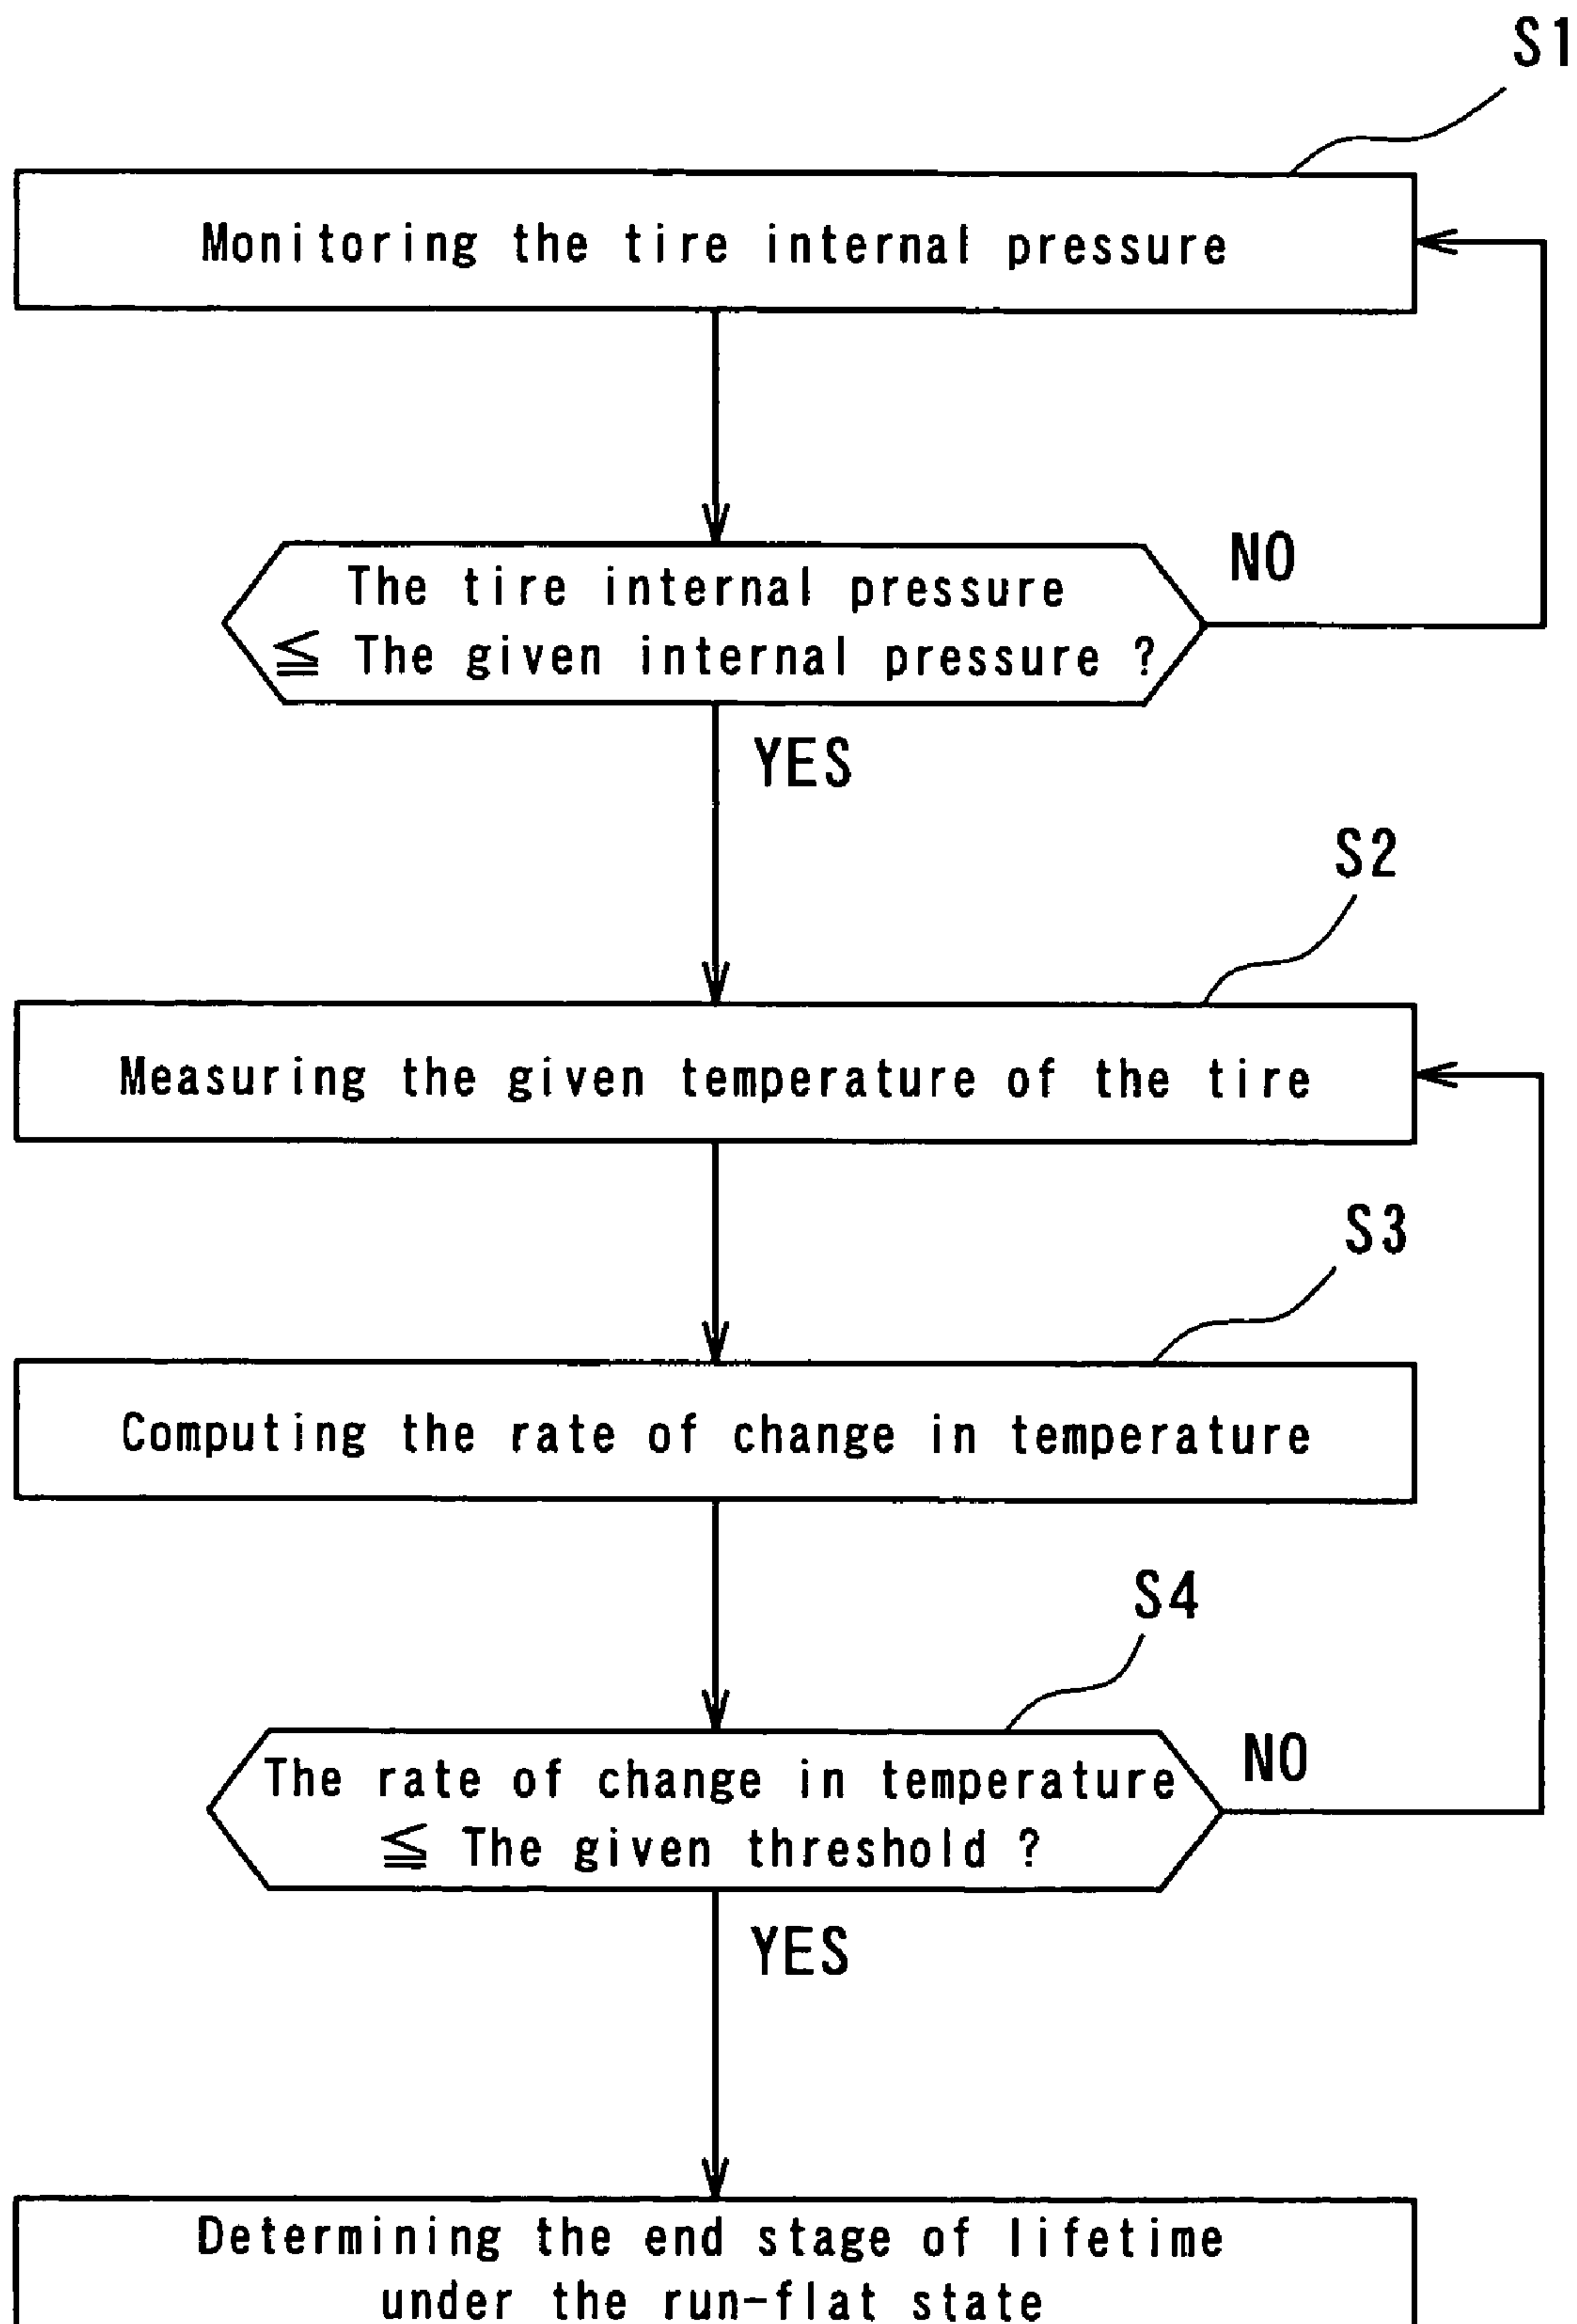 S1
Monitoring the tire internal pressure
The tire internal pressure
≦ The given internal pressure ?
NO
YES
S2
Measuring the given temperature of the tire
S3
Computing the rate of change in temperature
S4
The rate of change in temperature
≦ The given threshold ?
NO
YES
Determining the end stage of lifetime
under the run-flat state